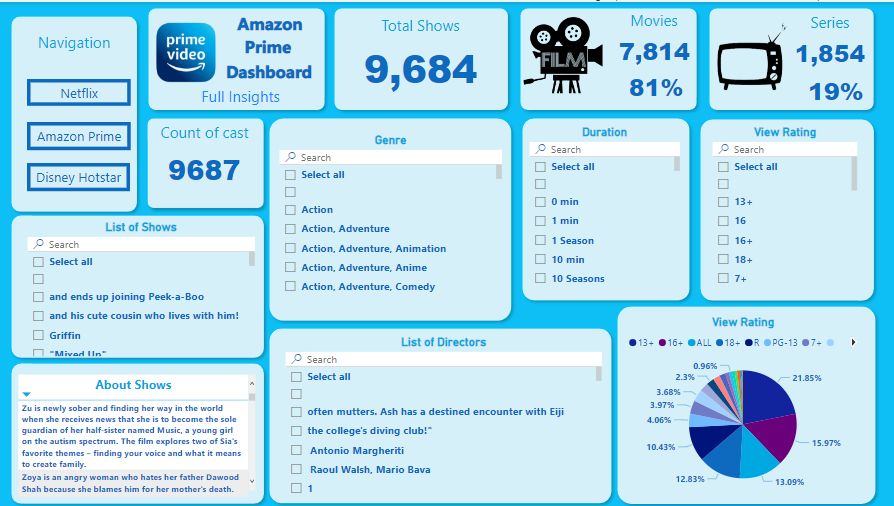 Navigation
Netflix
Amazon Prime
Disney Hotstar
prime
video
Amazon
Prime
Dashboard
Full Insights
Total Shows
9,684
FILM
Movies
7,814
81%
Series
1,854
19%
Count of cast
9687
Genre
Search
Select all
Action
Action, Adventure
Action, Adventure, Animation
Action, Adventure, Anime
Action, Adventure, Comedy
Duration
Search
Select all
0 min
1 min
1 Season
10 min
10 Seasons
View Rating
Search
Select all
13+
16
16+
18+
7+
List of Shows
Search
Select all
and ends up joining Peek-a-Boo
and his cute cousin who lives with him!
Griffin
"Mixed Up"
About Shows
Zu is newly sober and finding her way in the world
when she receives news that she is to become the sole
guardian of her half-sister named Music, a young girl
on the autism spectrum. The film explores two of Sia's
favorite themes – finding your voice and what it means
to create family.
Zoya is an angry woman who hates her father Dawood
Shah because she blames him for her mother's death.
List of Directors
Search
Select all
often mutters. Ash has a destined encounter with Eiji
the college's diving club!"
Antonio Margheriti
Raoul Walsh, Mario Bava
1
View Rating
13+ 16+ ALL 18+ R PG-13 7+
0.96%
2.3%
3.68%
3.97%
4.06%
10.43%
12.83%
21.85%
15.97%
13.09%